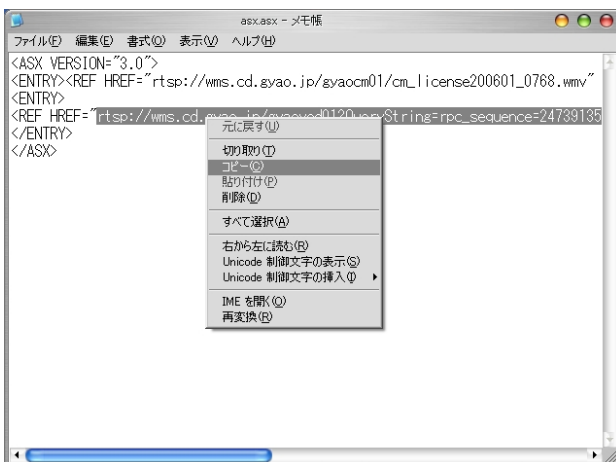 asx.asx - メモ帳
ファイル(F) 編集(E) 書式(O) 表示(V) ヘルプ(H)
<ASX VERSION="3.0">
<ENTRY><REF HREF="rtsp://wms.cd.gyao.jp/gyaocm01/cm_license200601_0768.wmv"
<ENTRY>
<REF HREF="rtsp://wms.cd.gyao.jp/gyaovod01?QueryString=rpc_sequence=24739135
</ENTRY>
</ASX>
元に戻す(U)
切り取り(T)
コピー(C)
貼り付け(P)
削除(D)
すべて選択(A)
右から左に読む(R)
Unicode 制御文字の表示(S)
Unicode 制御文字の挿入(I)
IME を開く(O)
再変換(R)